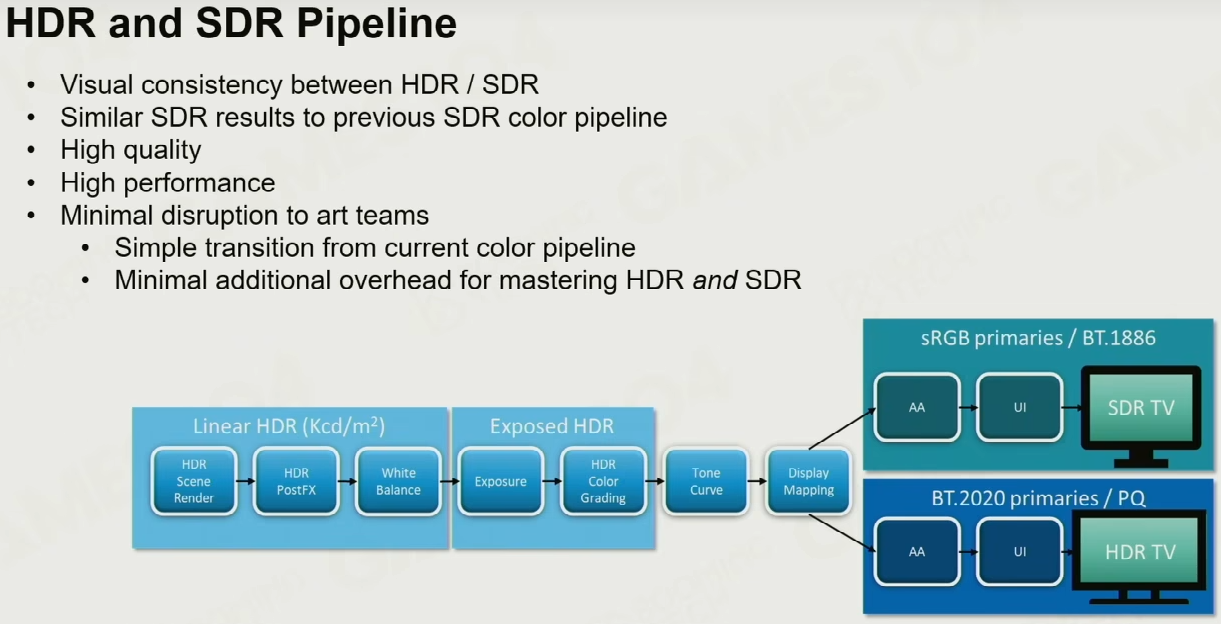 HDR and SDR Pipeline
• Visual consistency between HDR / SDR
• Similar SDR results to previous SDR color pipeline
• High quality
• High performance
• Minimal disruption to art teams
• Simple transition from current color pipeline
• Minimal additional overhead for mastering HDR and SDR
sRGB primaries / BT.1886
AA
UI
SDR TV
Linear HDR (Kcd/m²)
HDR
Scene
Render
HDR
PostFX
White
Balance
Exposed HDR
Exposure
HDR
Color
Grading
Tone
Curve
Display
Mapping
BT.2020 primaries / PQ
AA
UI
HDR TV
GAMES 104